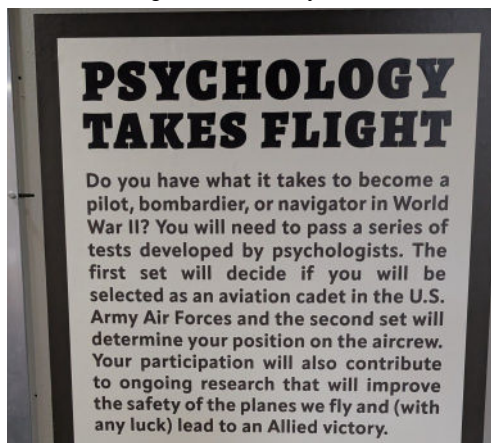 PSYCHOLOGY
TAKES FLIGHT
Do you have what it takes to become a
pilot, bombardier, or navigator in World
War II? You will need to pass a series of
tests developed by psychologists. The
first set will decide if you will be
selected as an aviation cadet in the U.S.
Army Air Forces and the second set will
determine your position on the aircrew.
Your participation will also contribute
to ongoing research that will improve
the safety of the planes we fly and (with
any luck) lead to an Allied victory.